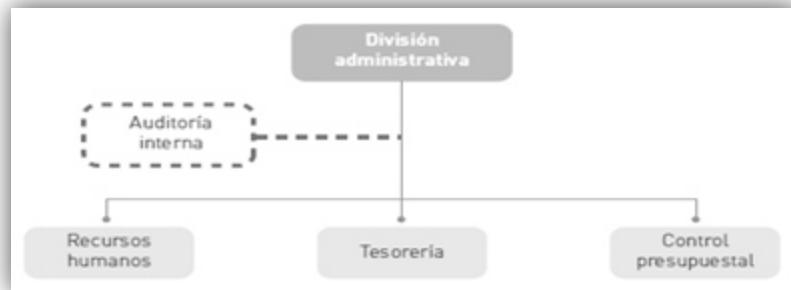 División
administrativa
Auditoría
interna
Recursos
humanos
Tesorería
Control
presupuestal